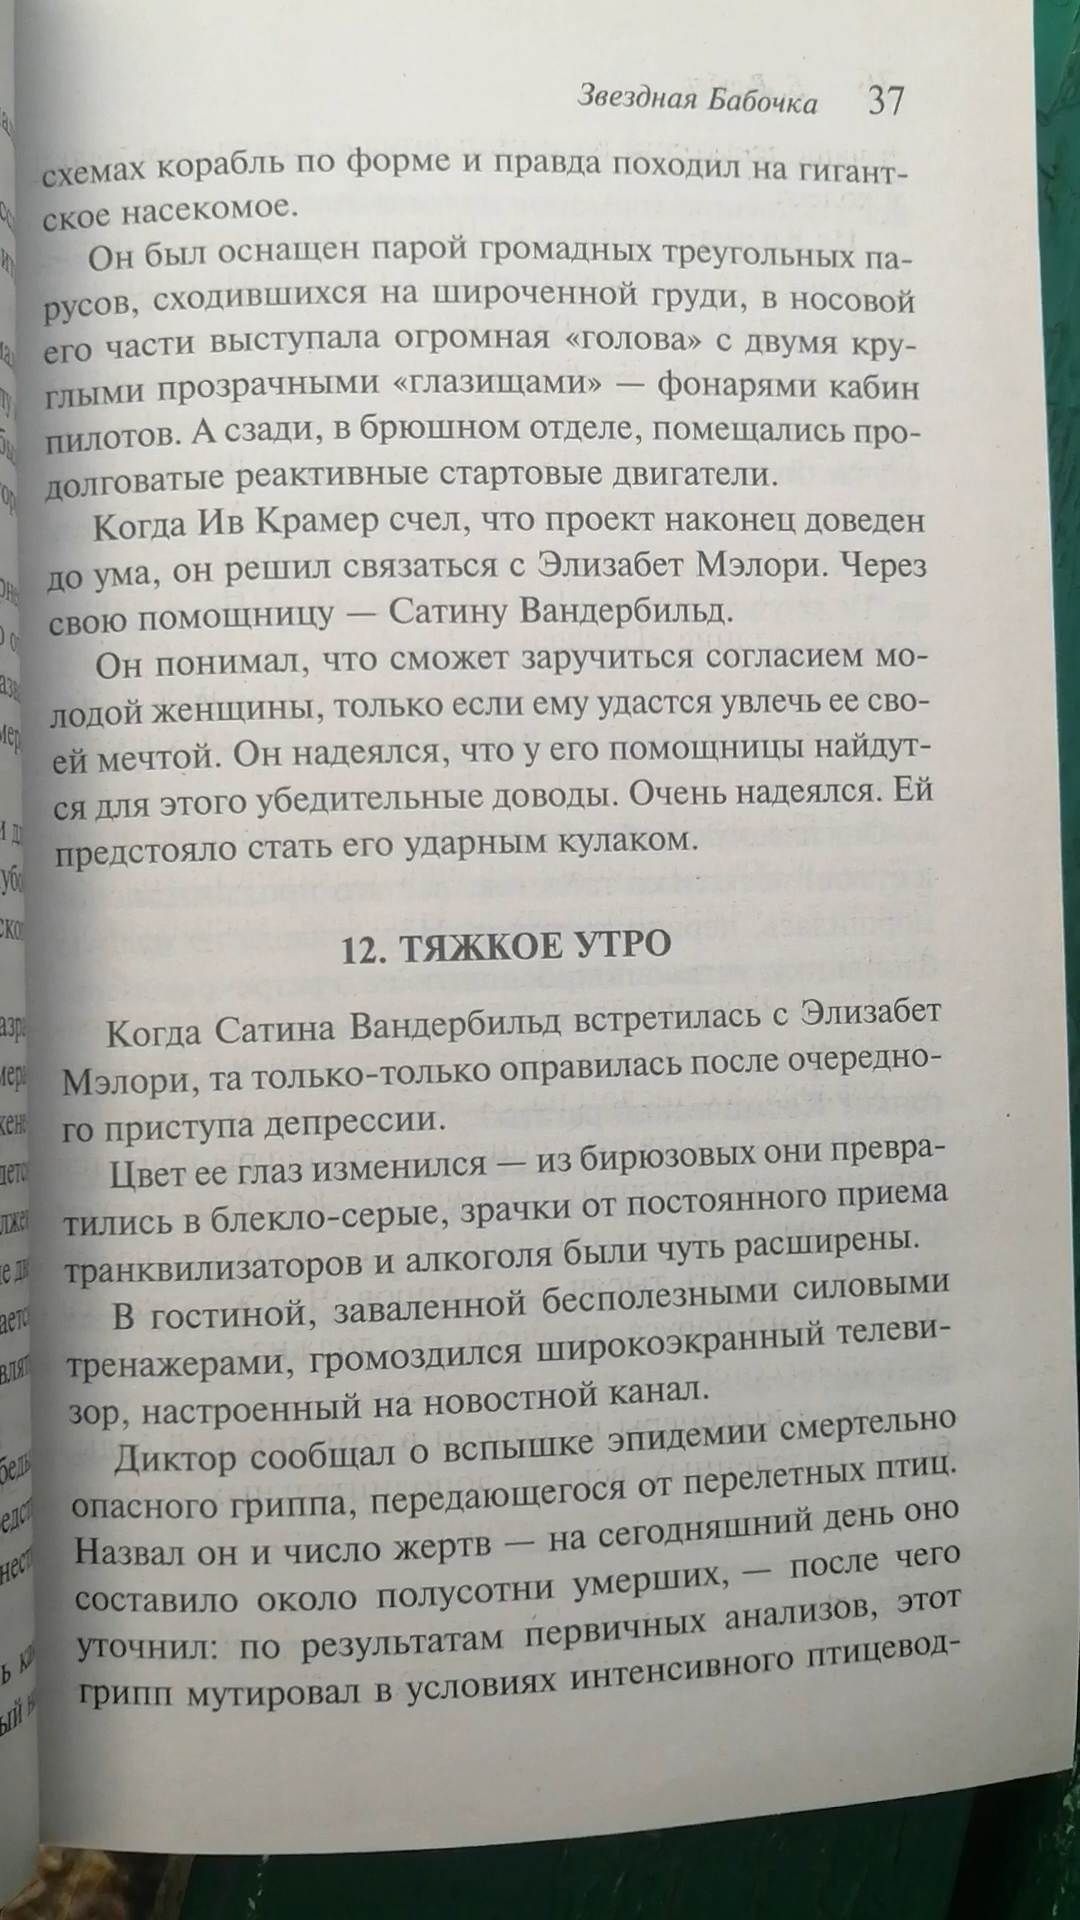 Звездная Бабочка 37
схемах корабль по форме и правда походил на гигант-
ское насекомое.
Он был оснащен парой громадных треугольных па-
русов, сходившихся на широченной груди, в носовой
его части выступала огромная «голова» с двумя кру-
глыми прозрачными «глазищами» — фонарями кабин
пилотов. А сзади, в брюшном отделе, помещались про-
долговатые реактивные стартовые двигатели.
Когда Ив Крамер счел, что проект наконец доведен
до ума, он решил связаться с Элизабет Мэлори. Через
свою помощницу — Сатину Вандербильд.
Он понимал, что сможет заручиться согласием мо-
лодой женщины, только если ему удастся увлечь ее сво-
ей мечтой. Он надеялся, что у его помощницы найдут-
ся для этого убедительные доводы. Очень надеялся. Ей
предстояло стать его ударным кулаком.
12. ТЯЖКОЕ УТРО
Когда Сатина Вандербильд встретилась с Элизабет
Мэлори, та только-только оправилась после очередно-
го приступа депрессии.
Цвет ее глаз изменился — из бирюзовых они превра-
тились в блекло-серые, зрачки от постоянного приема
транквилизаторов и алкоголя были чуть расширены.
В гостиной, заваленной бесполезными силовыми
тренажерами, громоздился широкоэкранный телеви-
зор, настроенный на новостной канал.
Диктор сообщал о вспышке эпидемии смертельно
опасного гриппа, передающегося от перелетных птиц.
Назвал он и число жертв — на сегодняшний день оно
составило около полусотни умерших, — после чего
уточнил: по результатам первичных анализов, этот
грипп мутировал в условиях интенсивного птицевод-